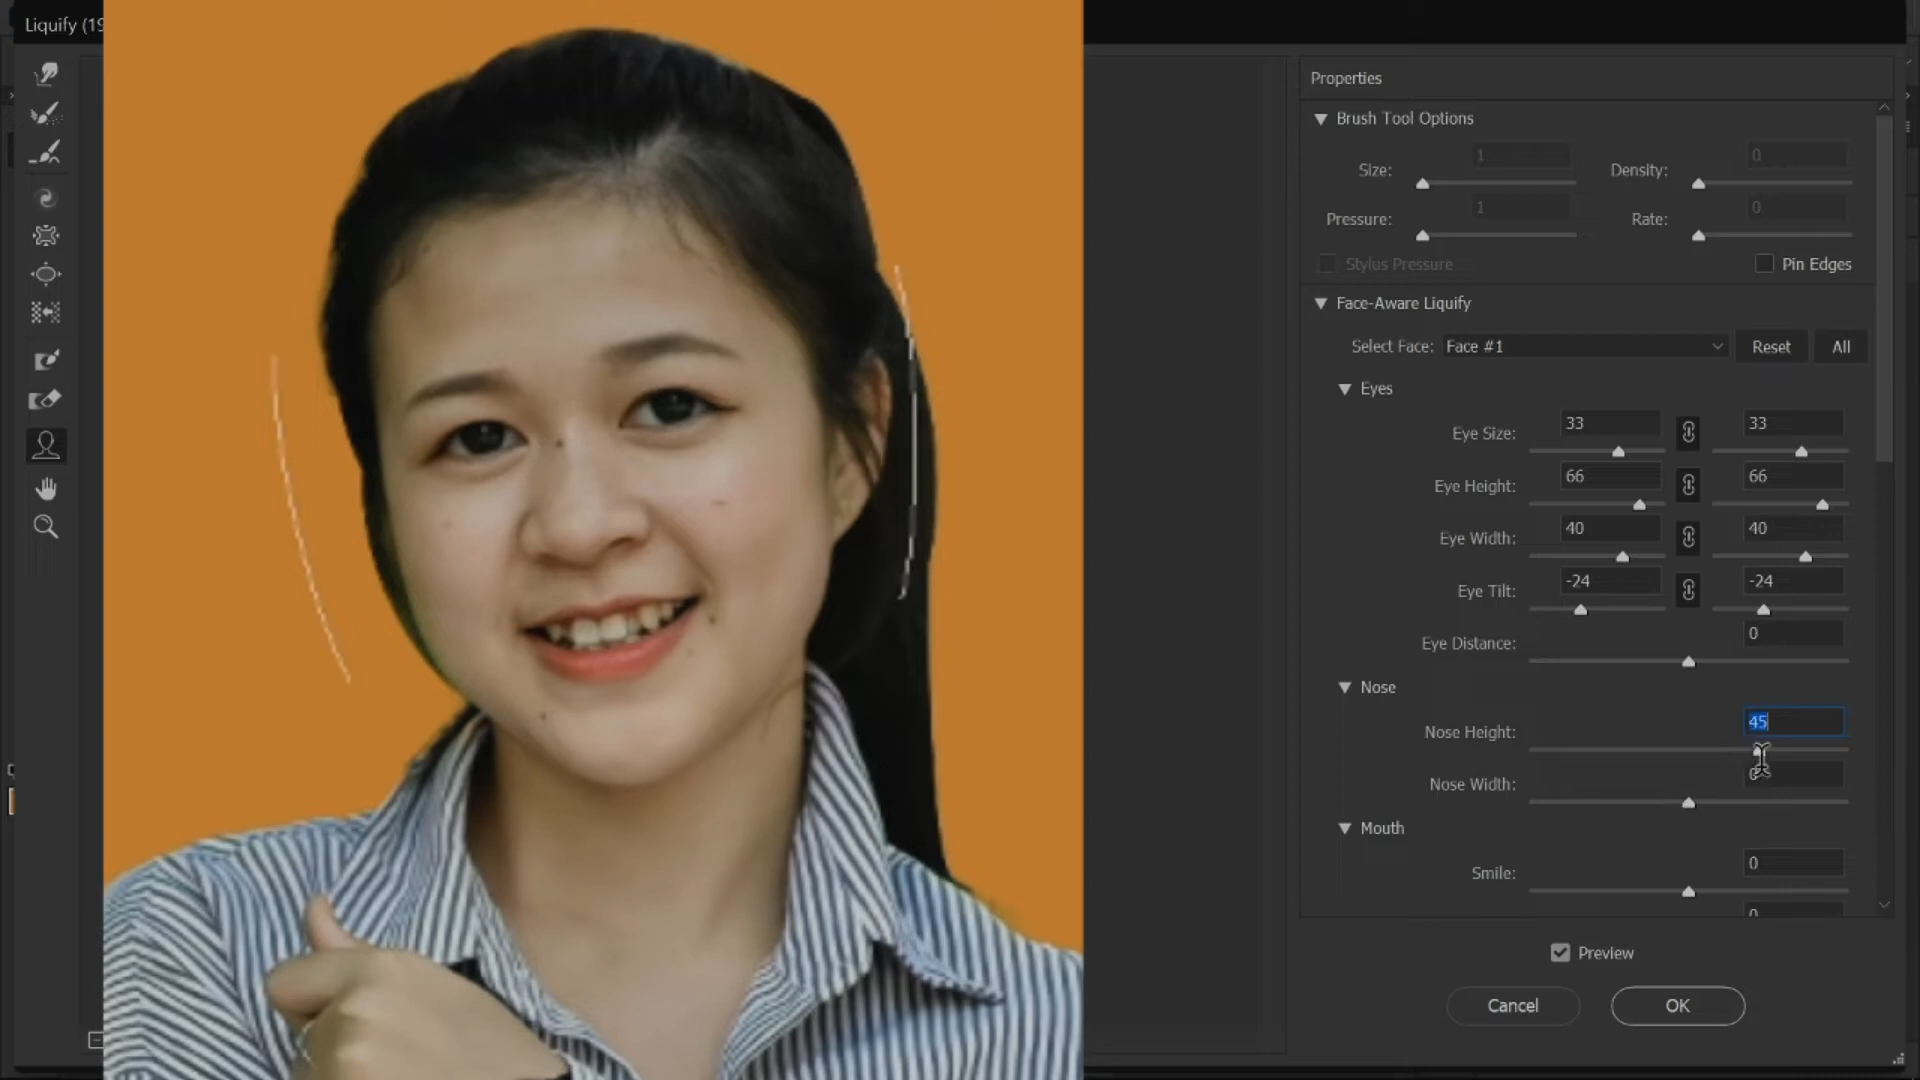 Liquify (19
Properties
Brush Tool Options
Size: 1 Density: 0
Pressure: 1 Rate: 0
Stylus Pressure Pin Edges
Face-Aware Liquify
Select Face: Face #1 Reset All
Eyes
Eye Size: 33 33
Eye Height: 66 66
Eye Width: 40 40
Eye Tilt: -24 -24
Eye Distance: 0
Nose
Nose Height: 45
Nose Width:
Mouth
Smile: 0
0
Preview
Cancel OK